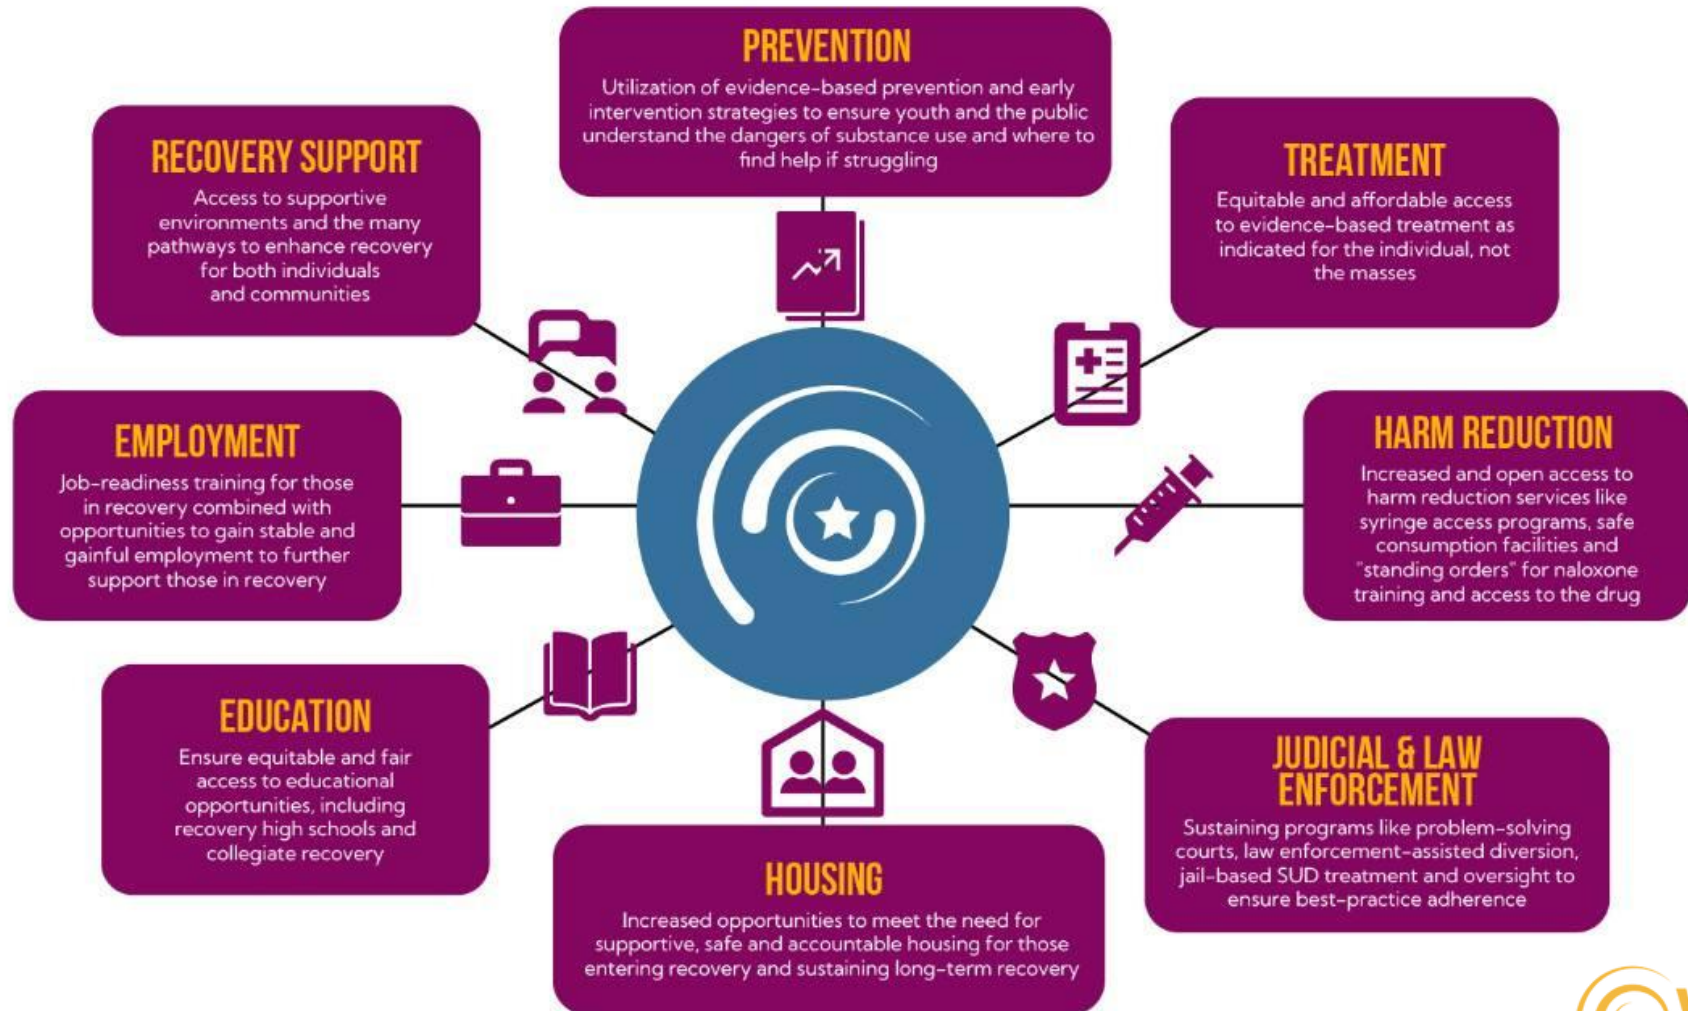 PREVENTION
Utilization of evidence-based prevention and early
intervention strategies to ensure youth and the public
understand the dangers of substance use and where to
find help if struggling
TREATMENT
Equitable and affordable access
to evidence-based treatment as
indicated for the individual, not
the masses
HARM REDUCTION
Increased and open access to
harm reduction services like
syringe access programs, safe
consumption facilities and
"standing orders" for naloxone
training and access to the drug
JUDICIAL & LAW
ENFORCEMENT
Sustaining programs like problem-solving
courts, law enforcement-assisted diversion,
jail-based SUD treatment and oversight to
ensure best-practice adherence
HOUSING
Increased opportunities to meet the need for
supportive, safe and accountable housing for those
entering recovery and sustaining long-term recovery
EDUCATION
Ensure equitable and fair
access to educational
opportunities, including
recovery high schools and
collegiate recovery
EMPLOYMENT
Job-readiness training for those
in recovery combined with
opportunities to gain stable and
gainful employment to further
support those in recovery
RECOVERY SUPPORT
Access to supportive
environments and the many
pathways to enhance recovery
for both individuals
and communities